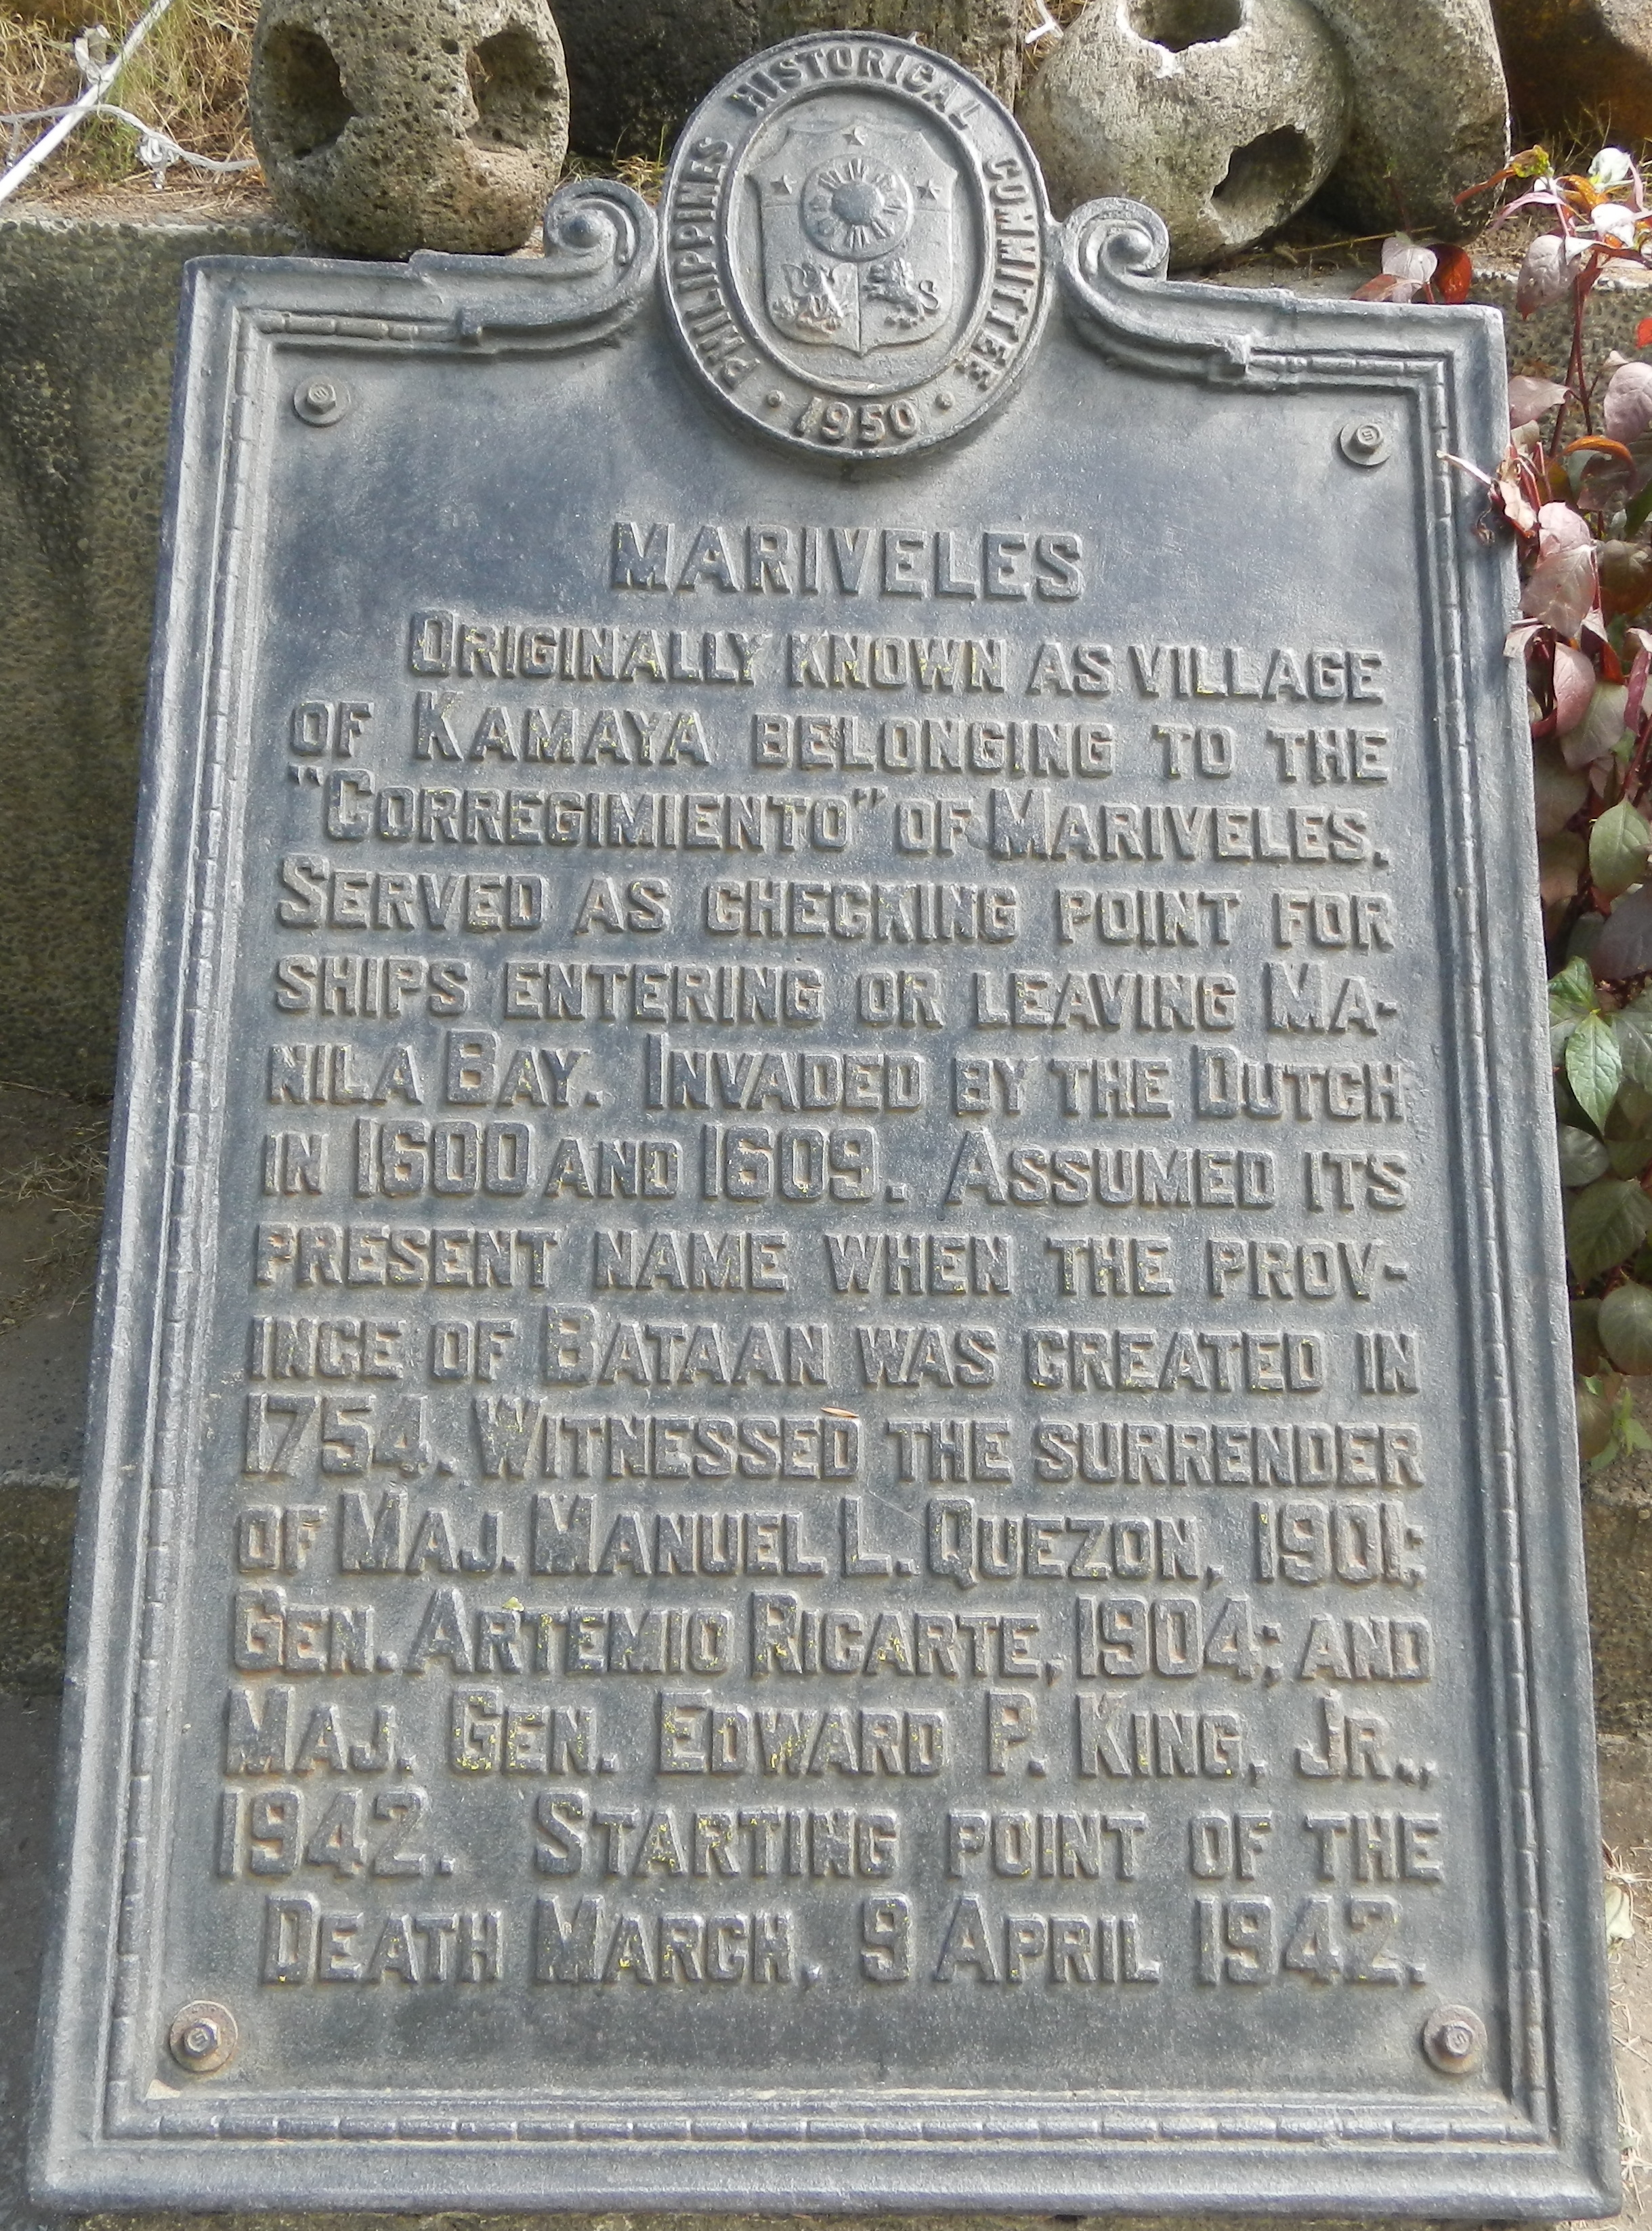 PHILIPPINES HISTORICAL COMMITTEE
• 1950 •
MARIVELES
ORIGINALLY KNOWN AS VILLAGE
OF KAMAYA BELONGING TO THE
"CORREGIMIENTO" OF MARIVELES.
SERVED AS CHECKING POINT FOR
SHIPS ENTERING OR LEAVING MA-
NILA BAY. INVADED BY THE DUTCH
IN 1600 AND 1609. ASSUMED ITS
PRESENT NAME WHEN THE PROV-
INCE OF BATAAN WAS CREATED IN
1754. WITNESSED THE SURRENDER
OF MAJ. MANUEL L. QUEZON, 1901;
GEN. ARTEMIO RICARTE, 1904; AND
MAJ. GEN. EDWARD P. KING, JR.,
1942. STARTING POINT OF THE
DEATH MARCH, 9 APRIL 1942.